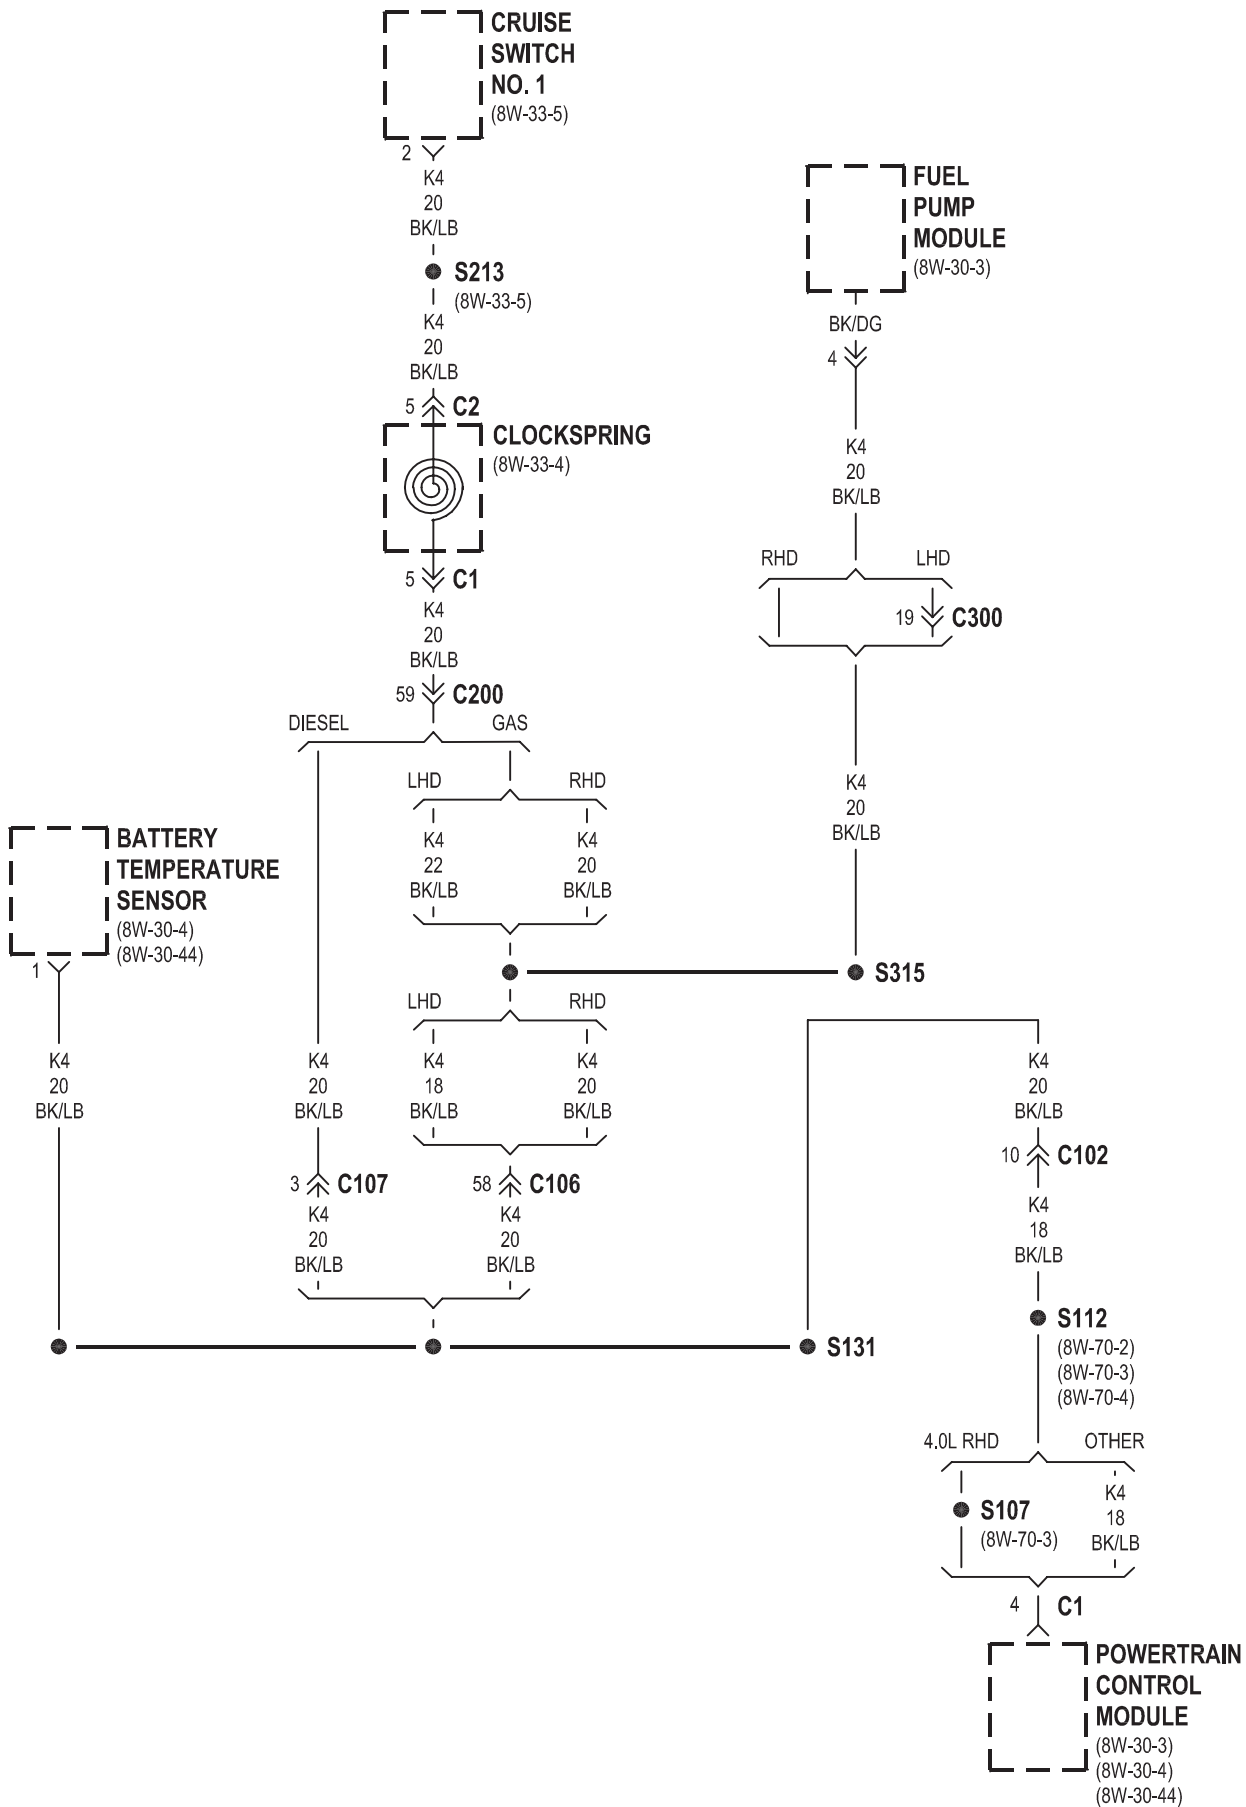 CRUISE
SWITCH
NO. 1
(8W-33-5)
2
K4
20
BK/LB
S213
(8W-33-5)
K4
20
BK/LB
5
C2
CLOCKSPRING
(8W-33-4)
5
C1
K4
20
BK/LB
59
C200
DIESEL
GAS
LHD
RHD
K4
22
BK/LB
K4
20
BK/LB
FUEL
PUMP
MODULE
(8W-30-3)
BK/DG
4
K4
20
BK/LB
RHD
LHD
19
C300
K4
20
BK/LB
S315
BATTERY
TEMPERATURE
SENSOR
(8W-30-4)
(8W-30-44)
1
K4
20
BK/LB
LHD
RHD
K4
20
BK/LB
K4
18
BK/LB
K4
20
BK/LB
3
C107
58
C106
K4
20
BK/LB
K4
20
BK/LB
S131
K4
20
BK/LB
10
C102
K4
18
BK/LB
S112
(8W-70-2)
(8W-70-3)
(8W-70-4)
4.0L RHD
OTHER
S107
(8W-70-3)
K4
18
BK/LB
4
C1
POWERTRAIN
CONTROL
MODULE
(8W-30-3)
(8W-30-4)
(8W-30-44)